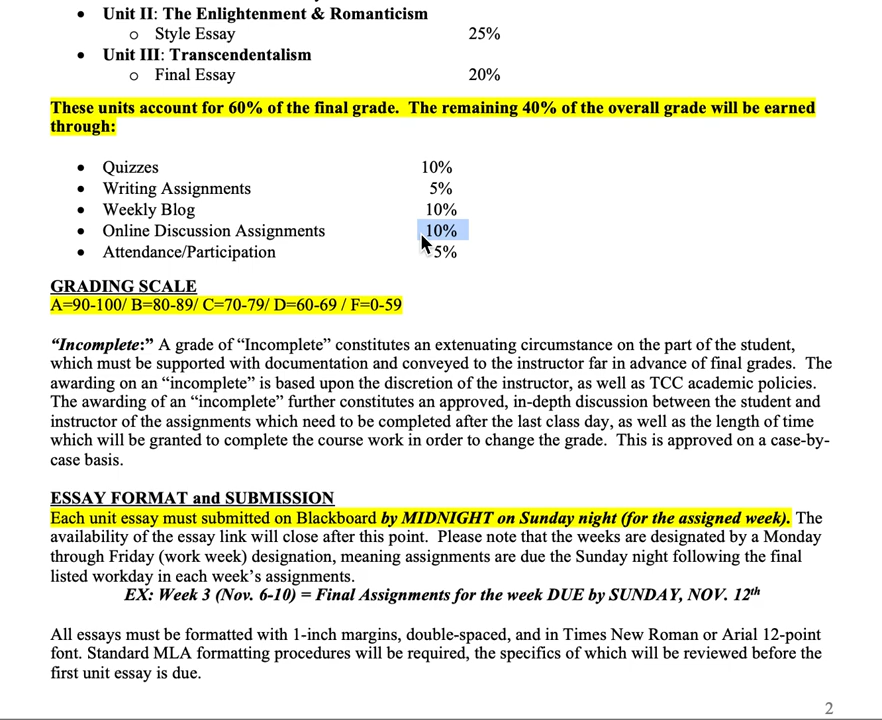 • Unit II: The Enlightenment & Romanticism
o Style Essay 25%
• Unit III: Transcendentalism
o Final Essay 20%
These units account for 60% of the final grade. The remaining 40% of the overall grade will be earned
through:
• Quizzes 10%
• Writing Assignments 5%
• Weekly Blog 10%
• Online Discussion Assignments 10%
• Attendance/Participation 5%
GRADING SCALE
A=90-100/ B=80-89/ C=70-79/ D=60-69 / F=0-59
“Incomplete:” A grade of “Incomplete” constitutes an extenuating circumstance on the part of the student,
which must be supported with documentation and conveyed to the instructor far in advance of final grades. The
awarding on an “incomplete” is based upon the discretion of the instructor, as well as TCC academic policies.
The awarding of an “incomplete” further constitutes an approved, in-depth discussion between the student and
instructor of the assignments which need to be completed after the last class day, as well as the length of time
which will be granted to complete the course work in order to change the grade. This is approved on a case-by-
case basis.
ESSAY FORMAT and SUBMISSION
Each unit essay must submitted on Blackboard by MIDNIGHT on Sunday night (for the assigned week). The
availability of the essay link will close after this point. Please note that the weeks are designated by a Monday
through Friday (work week) designation, meaning assignments are due the Sunday night following the final
listed workday in each week’s assignments.
EX: Week 3 (Nov. 6-10) = Final Assignments for the week DUE by SUNDAY, NOV. 12th
All essays must be formatted with 1-inch margins, double-spaced, and in Times New Roman or Arial 12-point
font. Standard MLA formatting procedures will be required, the specifics of which will be reviewed before the
first unit essay is due.
2